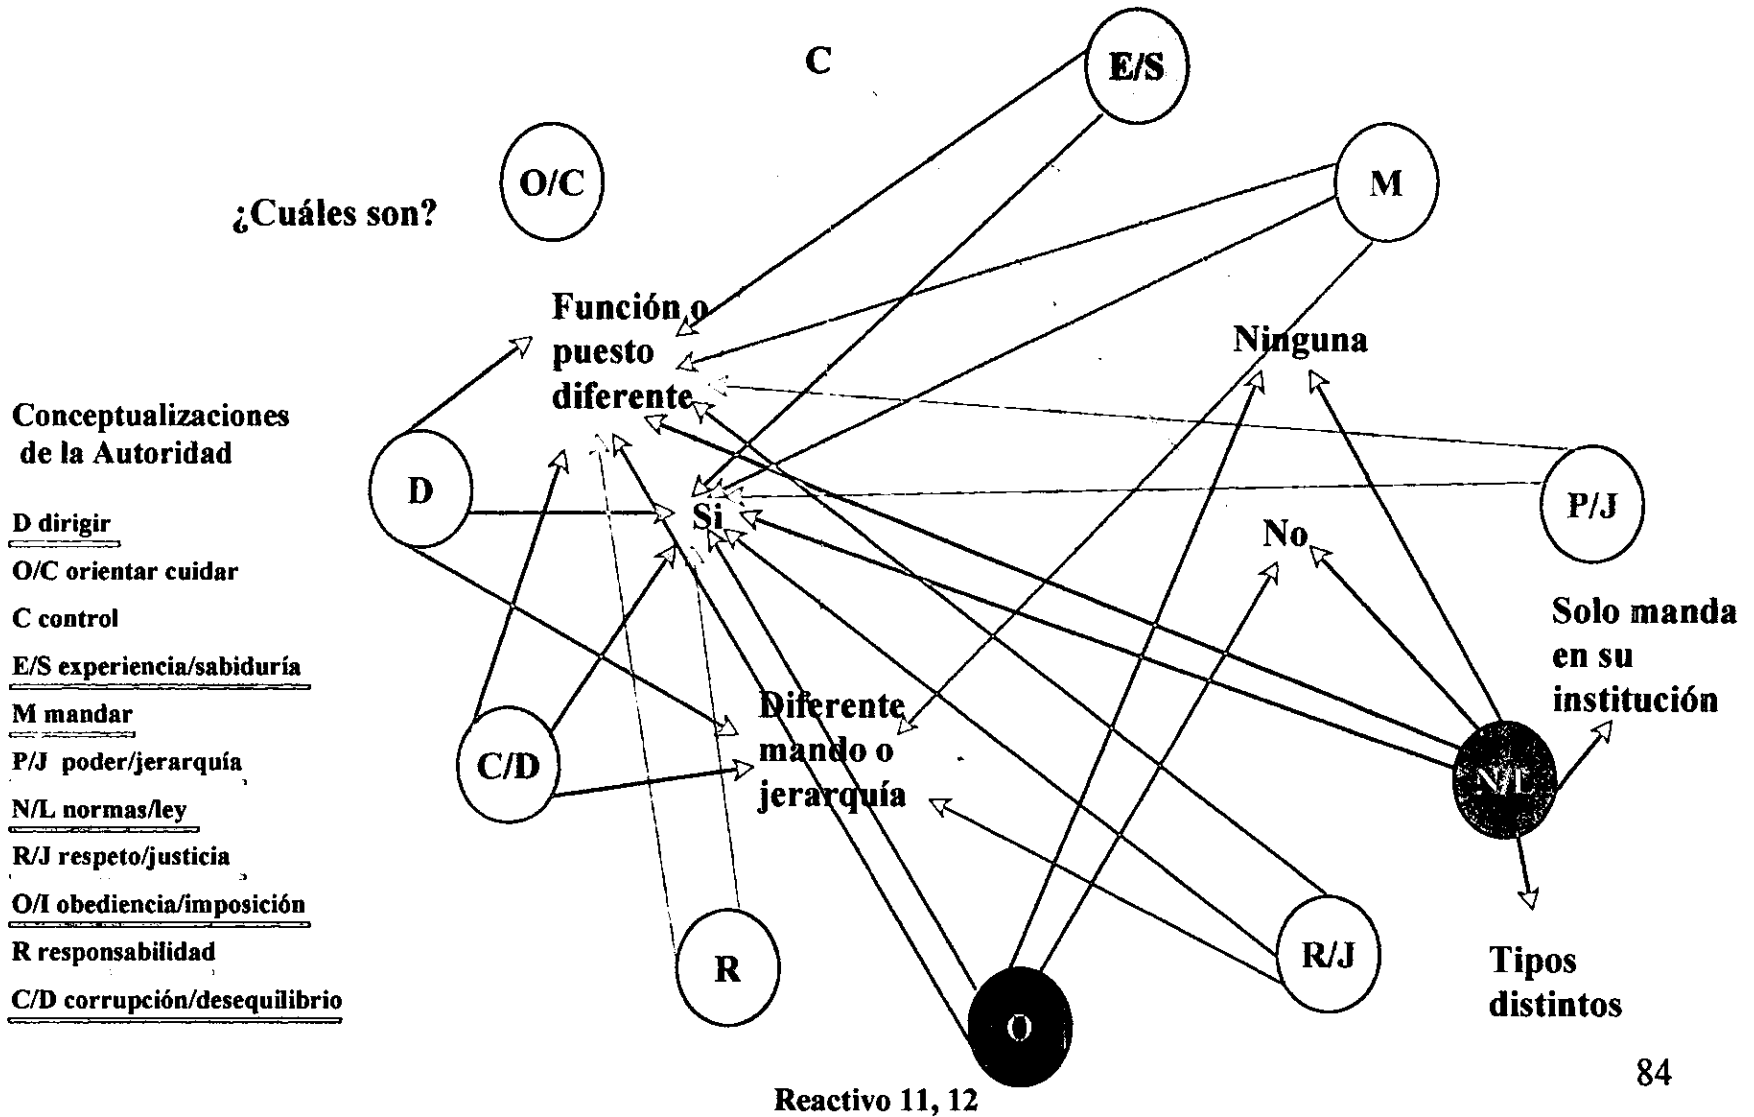 C
E/S
O/C
M
¿Cuáles son?
Función o
puesto
diferente
Ninguna
Conceptualizaciones
de la Autoridad
D
P/J
Si
No
D dirigir
O/C orientar cuidar
C control
E/S experiencia/sabiduría
M mandar
P/J poder/jerarquía
N/L normas/ley
R/J respeto/justicia
O/I obediencia/imposición
R responsabilidad
C/D corrupción/desequilibrio
Solo manda
en su
institución
Diferente
mando o
jerarquía
C/D
N/L
R
R/J
Tipos
distintos
O
84
Reactivo 11, 12